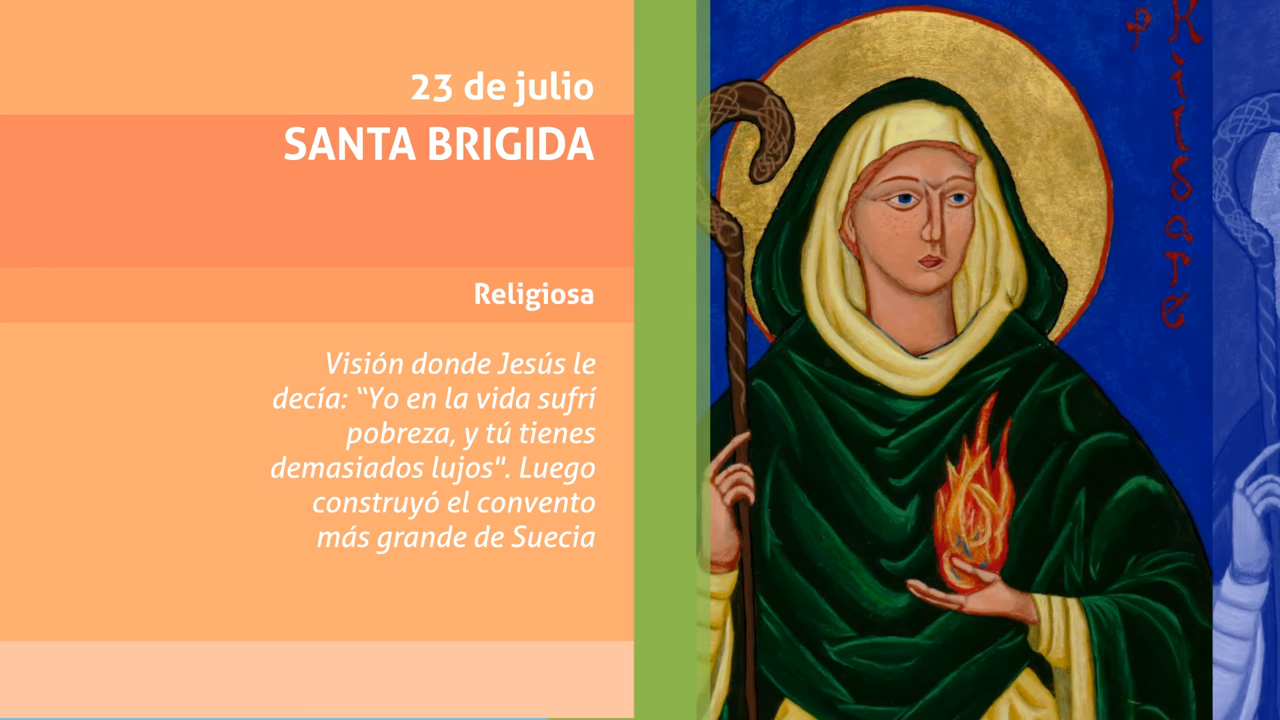 23 de julio
SANTA BRIGIDA
Religiosa
Visión donde Jesús le
decía: “Yo en la vida sufrí
pobreza, y tú tienes
demasiados lujos". Luego
construyó el convento
más grande de Suecia